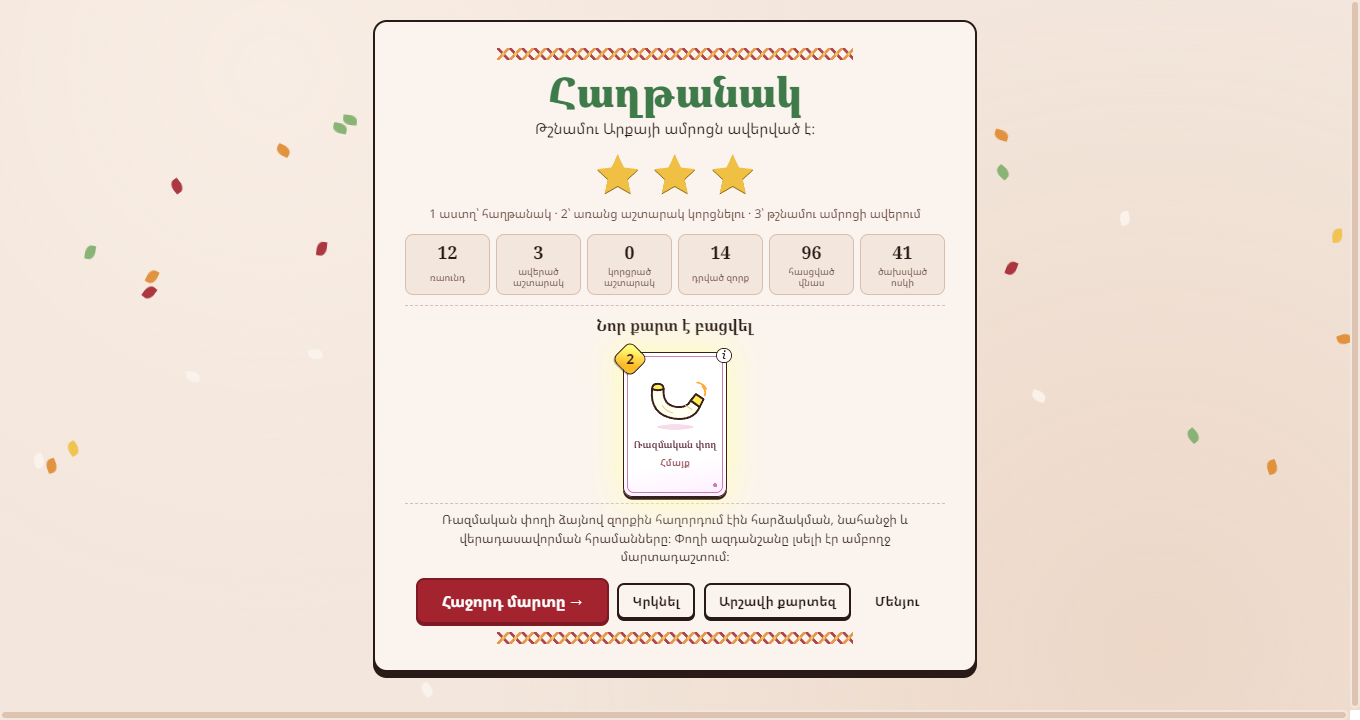 Հաղթանակ
Թշնամու Արքայի ամրոցն ավերված է:
1 աստղ՝ հաղթանակ · 2՝ առանց աշտարակ կորցնելու · 3՝ թշնամու ամրոցի ավերում
12
ռաունդ
3
ավերած
աշտարակ
0
կորցրած
աշտարակ
14
դրված զորք
96
հասցված
վնաս
41
ծախսված
ոսկի
Նոր քարտ է բացվել
2
i
Ռազմական փող
Հմայք
Ռազմական փողի ձայնով զորքին հաղորդում էին հարձակման, նահանջի և
վերադասավորման հրամանները: Փողի ազդանշանը լսելի էր ամբողջ
մարտադաշտում:
Հաջորդ մարտը →
Կրկնել
Արշավի քարտեզ
Մենյու